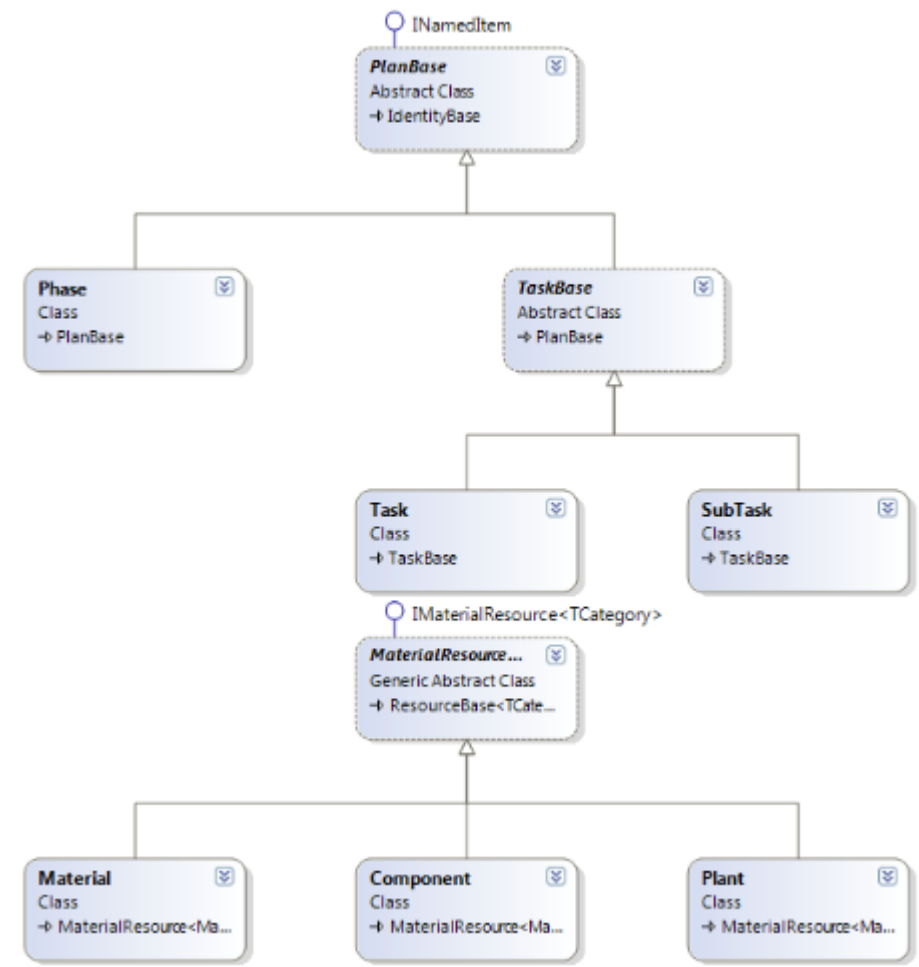 INamedItem
PlanBase
Abstract Class
IdentityBase
Phase
Class
PlanBase
TaskBase
Abstract Class
PlanBase
Task
Class
TaskBase
SubTask
Class
TaskBase
IMaterialResource<TCategory>
MaterialResource...
Generic Abstract Class
ResourceBase<TCate...
Material
Class
MaterialResource<Ma...
Component
Class
MaterialResource<Ma...
Plant
Class
MaterialResource<Ma...